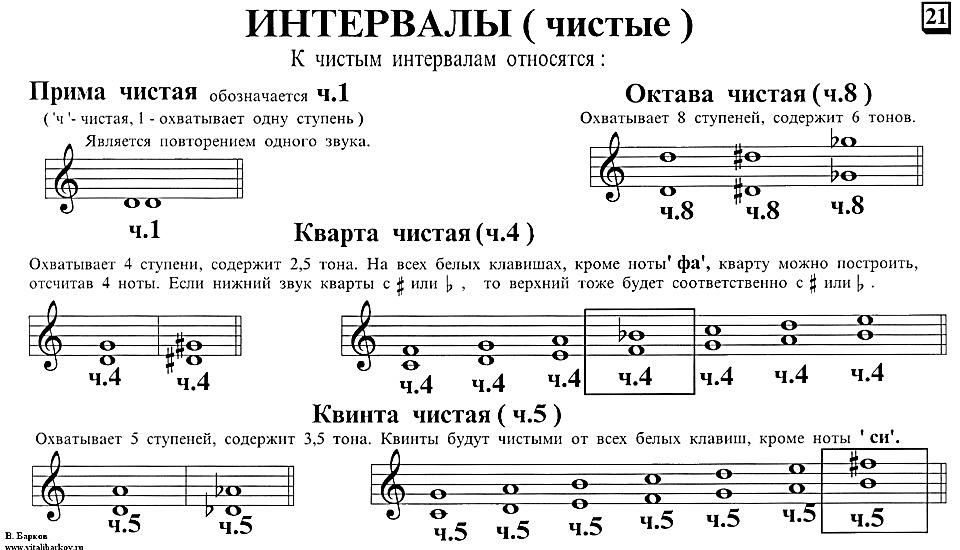 ИНТЕРВАЛЫ ( чистые )
21
К чистым интервалам относятся :
Прима чистая обозначается ч.1
( 'ч '- чистая, 1 - охватывает одну ступень )
Является повторением одного звука.
ч.1
Октава чистая (ч.8 )
Охватывает 8 ступеней, содержит 6 тонов.
ч.8 ч.8 ч.8
Кварта чистая (ч.4 )
Охватывает 4 ступени, содержит 2,5 тона. На всех белых клавишах, кроме ноты' фа', кварту можно построить,
отсчитав 4 ноты. Если нижний звук кварты с ♯ или ♭ , то верхний тоже будет соответственно с ♯ или ♭ .
ч.4 ч.4 ч.4 ч.4 ч.4 ч.4 ч.4 ч.4 ч.4
Квинта чистая ( ч.5 )
Охватывает 5 ступеней, содержит 3,5 тона. Квинты будут чистыми от всех белых клавиш, кроме ноты ' си'.
ч.5 ч.5 ч.5 ч.5 ч.5 ч.5 ч.5 ч.5 ч.5
В. Барков
www.vitalibarkov.ru